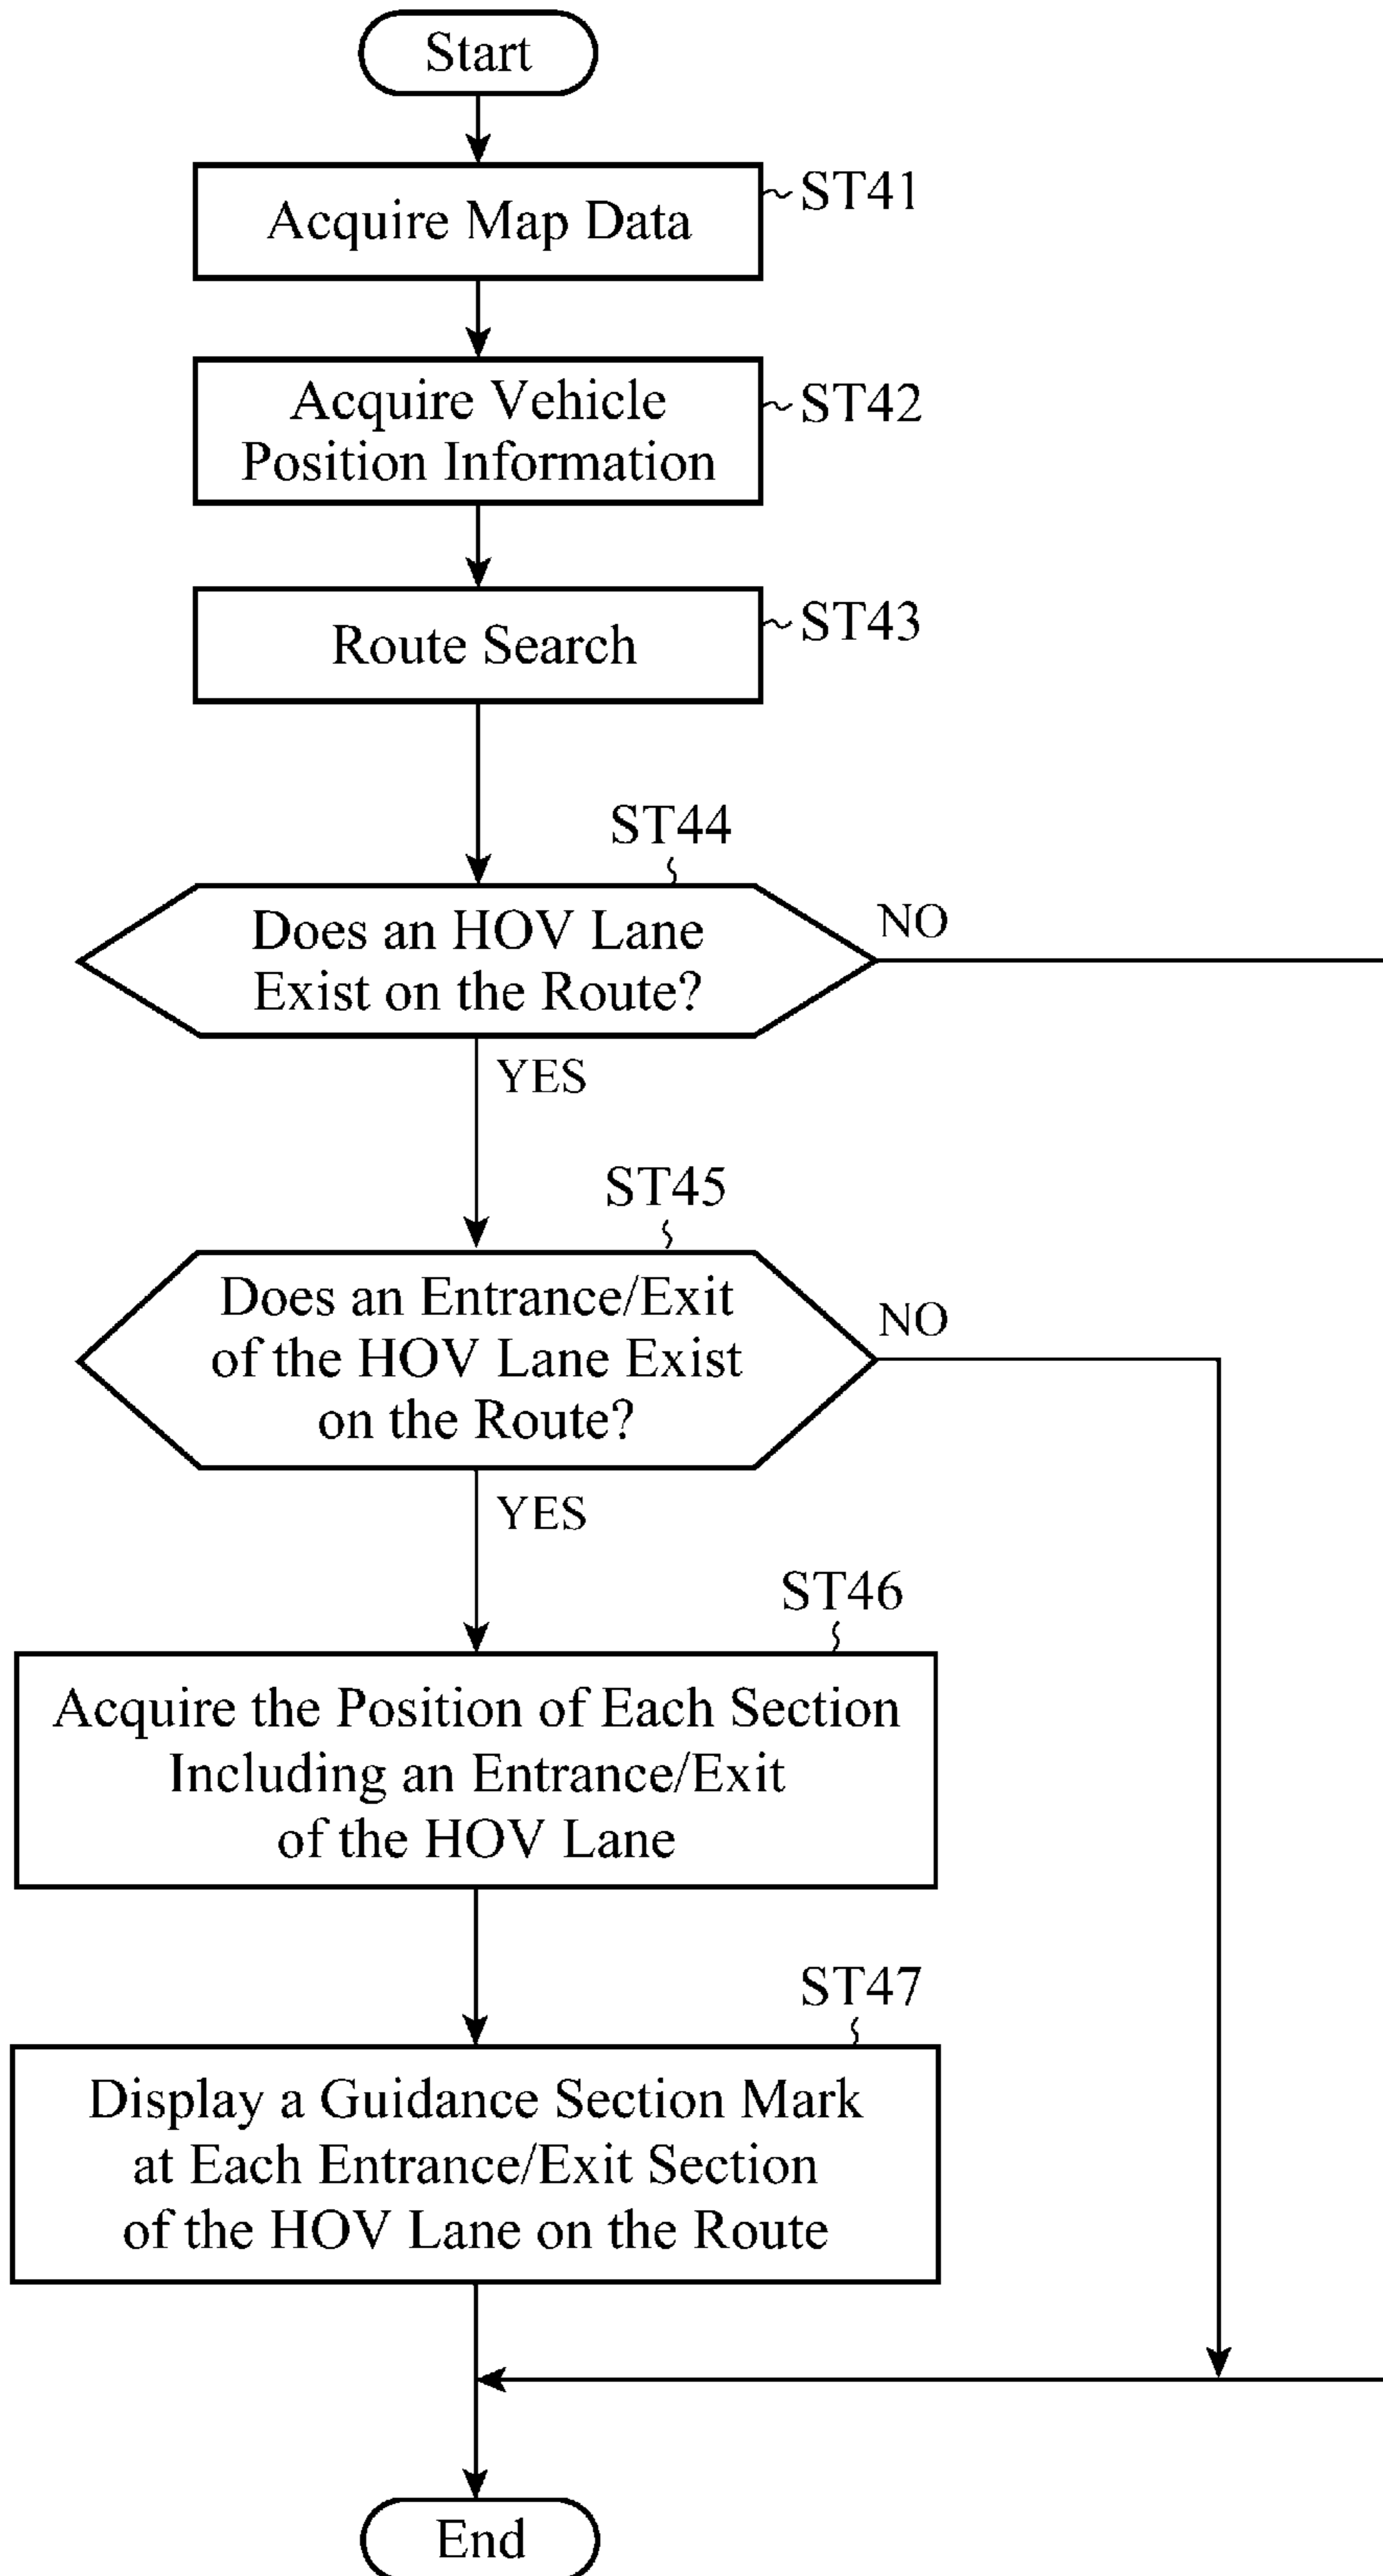 Start
Acquire Map Data
ST41
Acquire Vehicle
Position Information
ST42
Route Search
ST43
ST44
Does an HOV Lane
Exist on the Route?
NO
YES
ST45
Does an Entrance/Exit
of the HOV Lane Exist
on the Route?
NO
YES
ST46
Acquire the Position of Each Section
Including an Entrance/Exit
of the HOV Lane
ST47
Display a Guidance Section Mark
at Each Entrance/Exit Section
of the HOV Lane on the Route
End